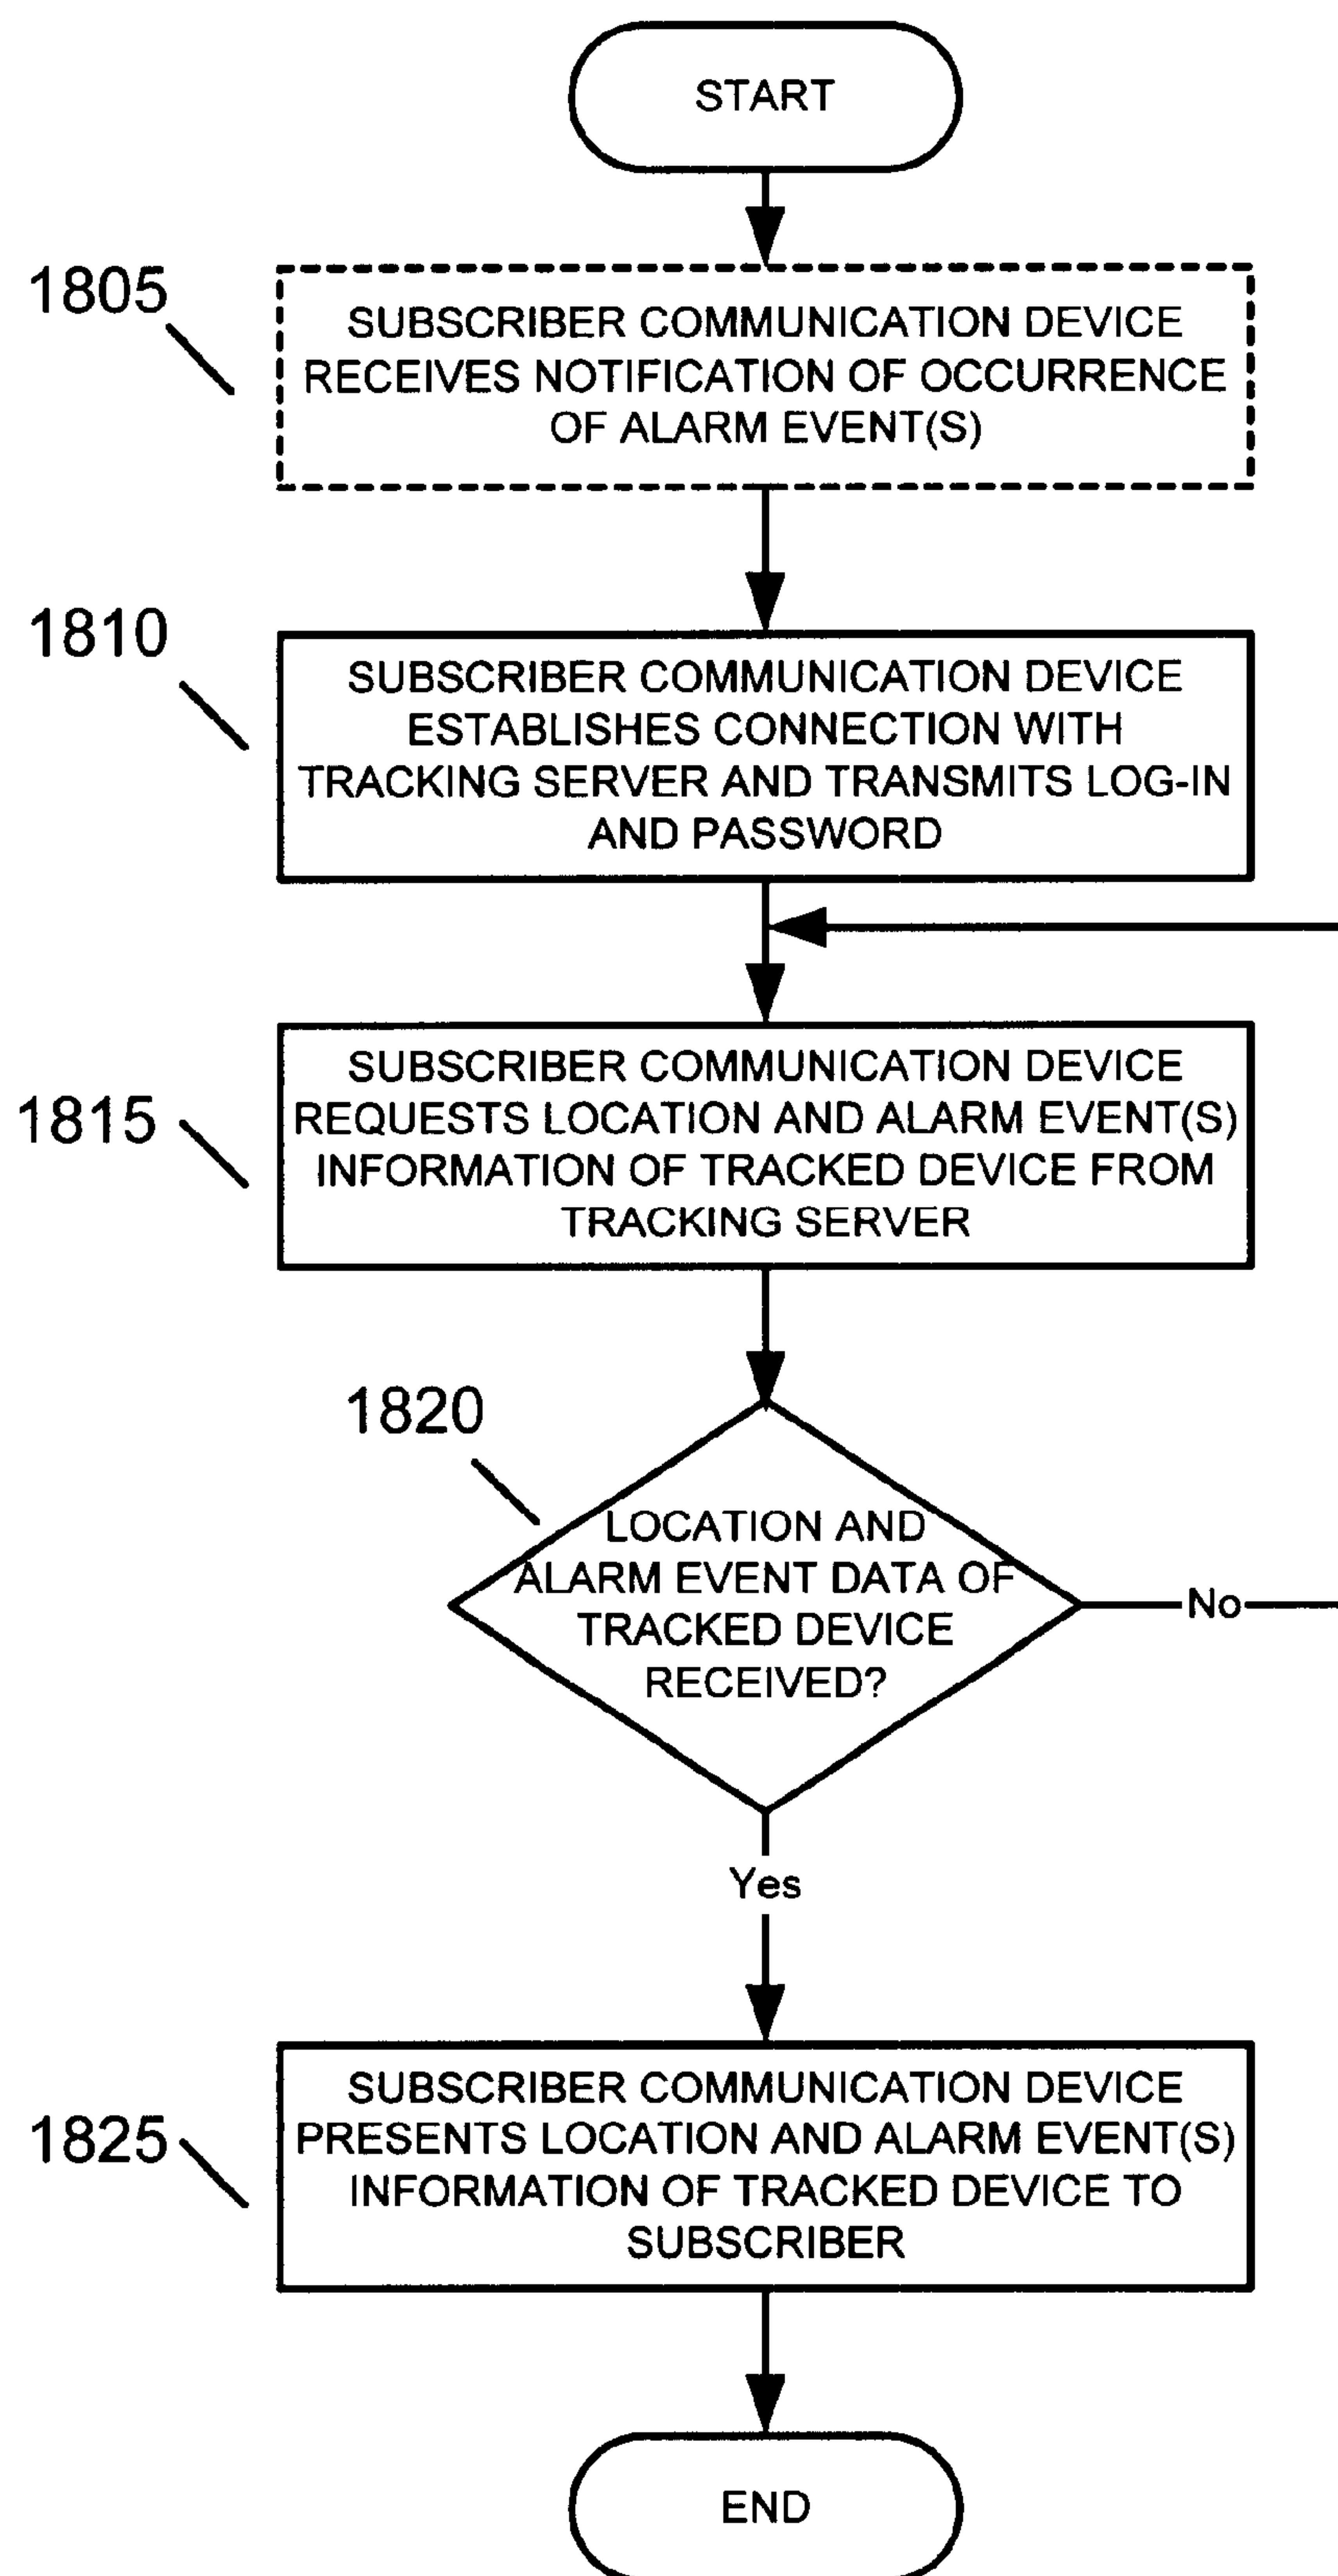 START
1805
SUBSCRIBER COMMUNICATION DEVICE
RECEIVES NOTIFICATION OF OCCURRENCE
OF ALARM EVENT(S)
1810
SUBSCRIBER COMMUNICATION DEVICE
ESTABLISHES CONNECTION WITH
TRACKING SERVER AND TRANSMITS LOG-IN
AND PASSWORD
1815
SUBSCRIBER COMMUNICATION DEVICE
REQUESTS LOCATION AND ALARM EVENT(S)
INFORMATION OF TRACKED DEVICE FROM
TRACKING SERVER
1820
LOCATION AND
ALARM EVENT DATA OF
TRACKED DEVICE
RECEIVED?
No
Yes
1825
SUBSCRIBER COMMUNICATION DEVICE
PRESENTS LOCATION AND ALARM EVENT(S)
INFORMATION OF TRACKED DEVICE TO
SUBSCRIBER
END